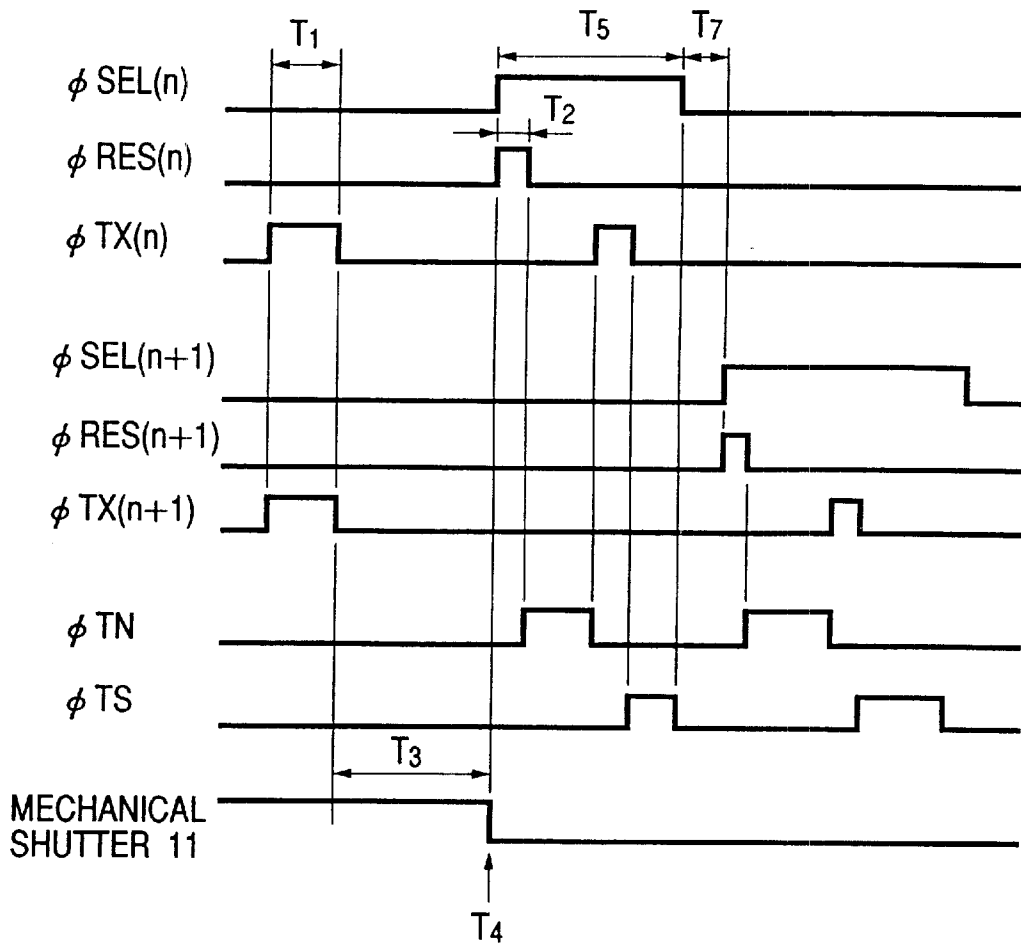 T1
T5
T7
ϕ SEL(n)
T2
ϕ RES(n)
ϕ TX(n)
ϕ SEL(n+1)
ϕ RES(n+1)
ϕ TX(n+1)
ϕ TN
ϕ TS
T3
MECHANICAL
SHUTTER 11
T4